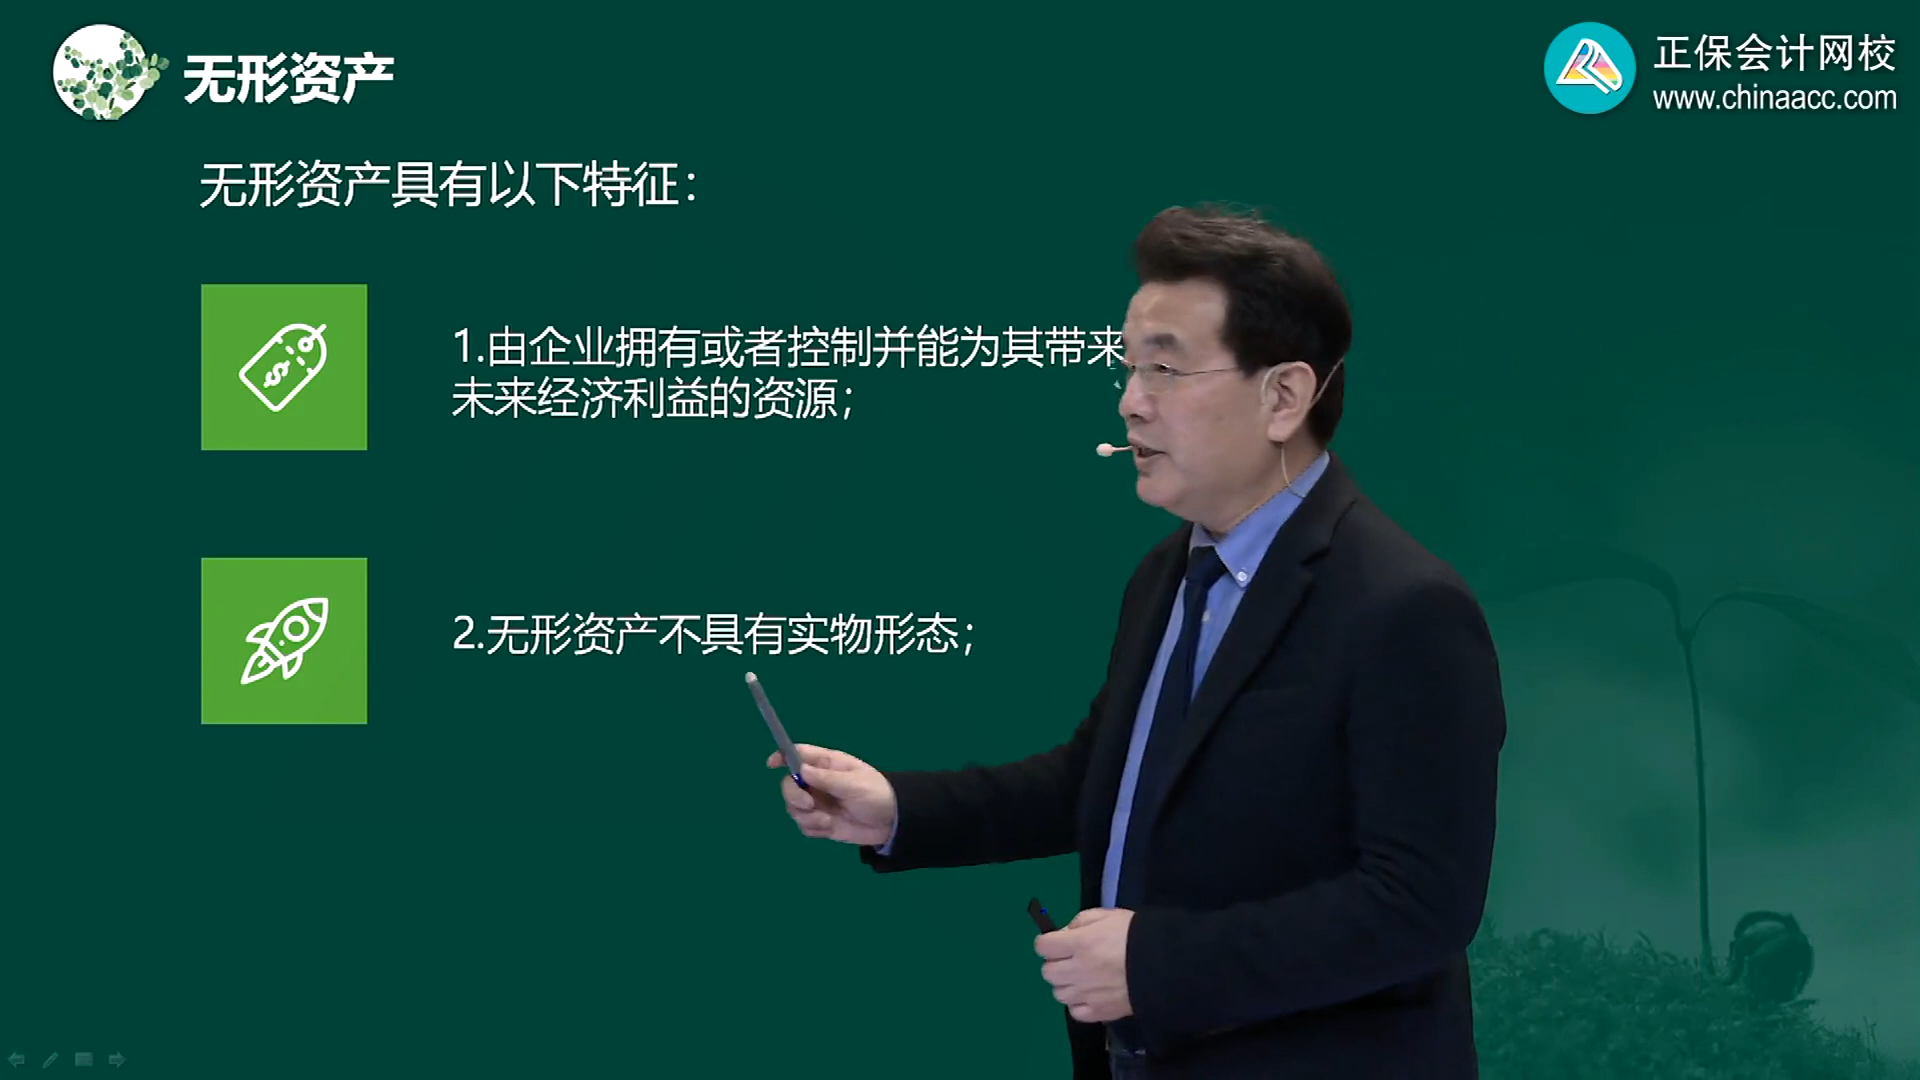 无形资产
正保会计网校
www.chinaacc.com
无形资产具有以下特征：
1.由企业拥有或者控制并能为其带来
未来经济利益的资源；
2.无形资产不具有实物形态；